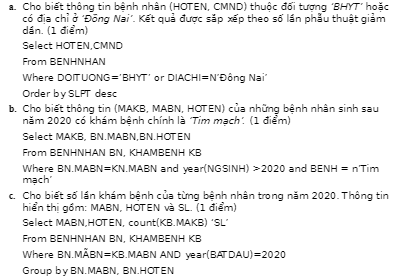 a. Cho biết thông tin bệnh nhân (HOTEN, CMND) thuộc đối tượng ‘BHYT’ hoặc
có địa chỉ ở ‘Đồng Nai’. Kết quả được sắp xếp theo số lần phẫu thuật giảm
dần. (1 điểm)
Select HOTEN,CMND
From BENHNHAN
Where DOITUONG=’BHYT’ or DIACHI=N’Đồng Nai’
Order by SLPT desc
b. Cho biết thông tin (MAKB, MABN, HOTEN) của những bệnh nhân sinh sau
năm 2020 có khám bệnh chính là ‘Tim mạch’. (1 điểm)
Select MAKB, BN.MABN,BN.HOTEN
From BENHNHAN BN, KHAMBENH KB
Where BN.MABN=KN.MABN and year(NGSINH) >2020 and BENH = n’Tim
mạch’
c. Cho biết số lần khám bệnh của từng bệnh nhân trong năm 2020. Thông tin
hiển thị gồm: MABN, HOTEN và SL. (1 điểm)
Select MABN,HOTEN, count(KB.MAKB) ‘SL’
From BENHNHAN BN, KHAMBENH KB
Where BN.MÃBN=KB.MABN AND year(BATDAU)=2020
Group by BN.MABN, BN.HOTEN